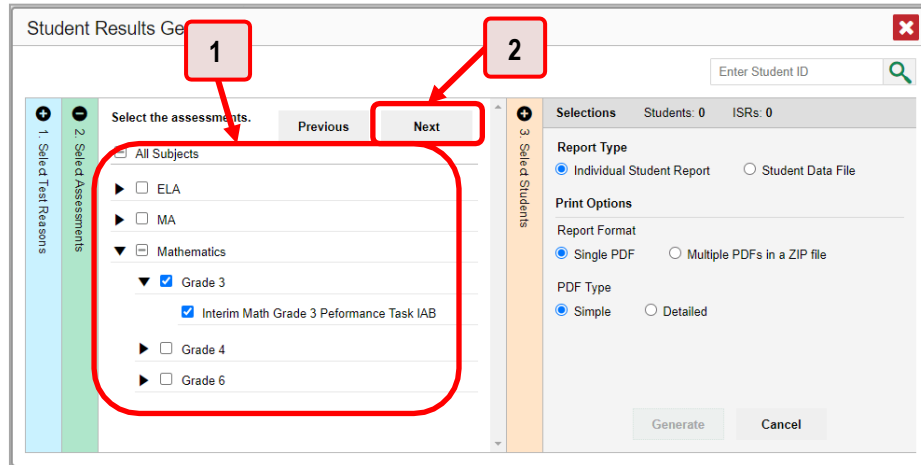 Student Results Ge
1
2
Enter Student ID
1. Select Test Reasons
2. Select Assessments
Select the assessments.
Previous
Next
All Subjects
ELA
MA
Mathematics
Grade 3
Interim Math Grade 3 Peformance Task IAB
Grade 4
Grade 6
3. Select Students
Selections Students: 0 ISRs: 0
Report Type
Individual Student Report Student Data File
Print Options
Report Format
Single PDF Multiple PDFs in a ZIP file
PDF Type
Simple Detailed
Generate Cancel